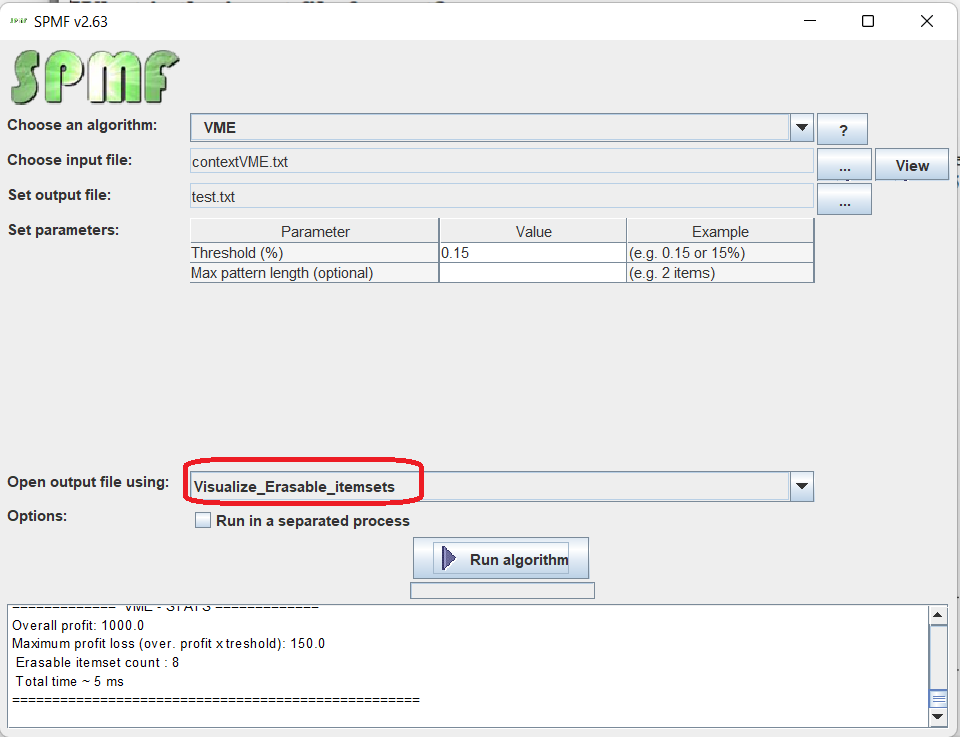 SPMF SPMF v2.63
SPMF
Choose an algorithm: VME ?
Choose input file: contextVME.txt ... View
Set output file: test.txt ...
Set parameters: Parameter Value Example
Threshold (%) 0.15 (e.g. 0.15 or 15%)
Max pattern length (optional) (e.g. 2 items)
Open output file using: Visualize_Erasable_itemsets
Options: Run in a separated process
Run algorithm
============= VME - STATS =============
Overall profit: 1000.0
Maximum profit loss (over. profit x treshold): 150.0
Erasable itemset count : 8
Total time ~ 5 ms
===================================================